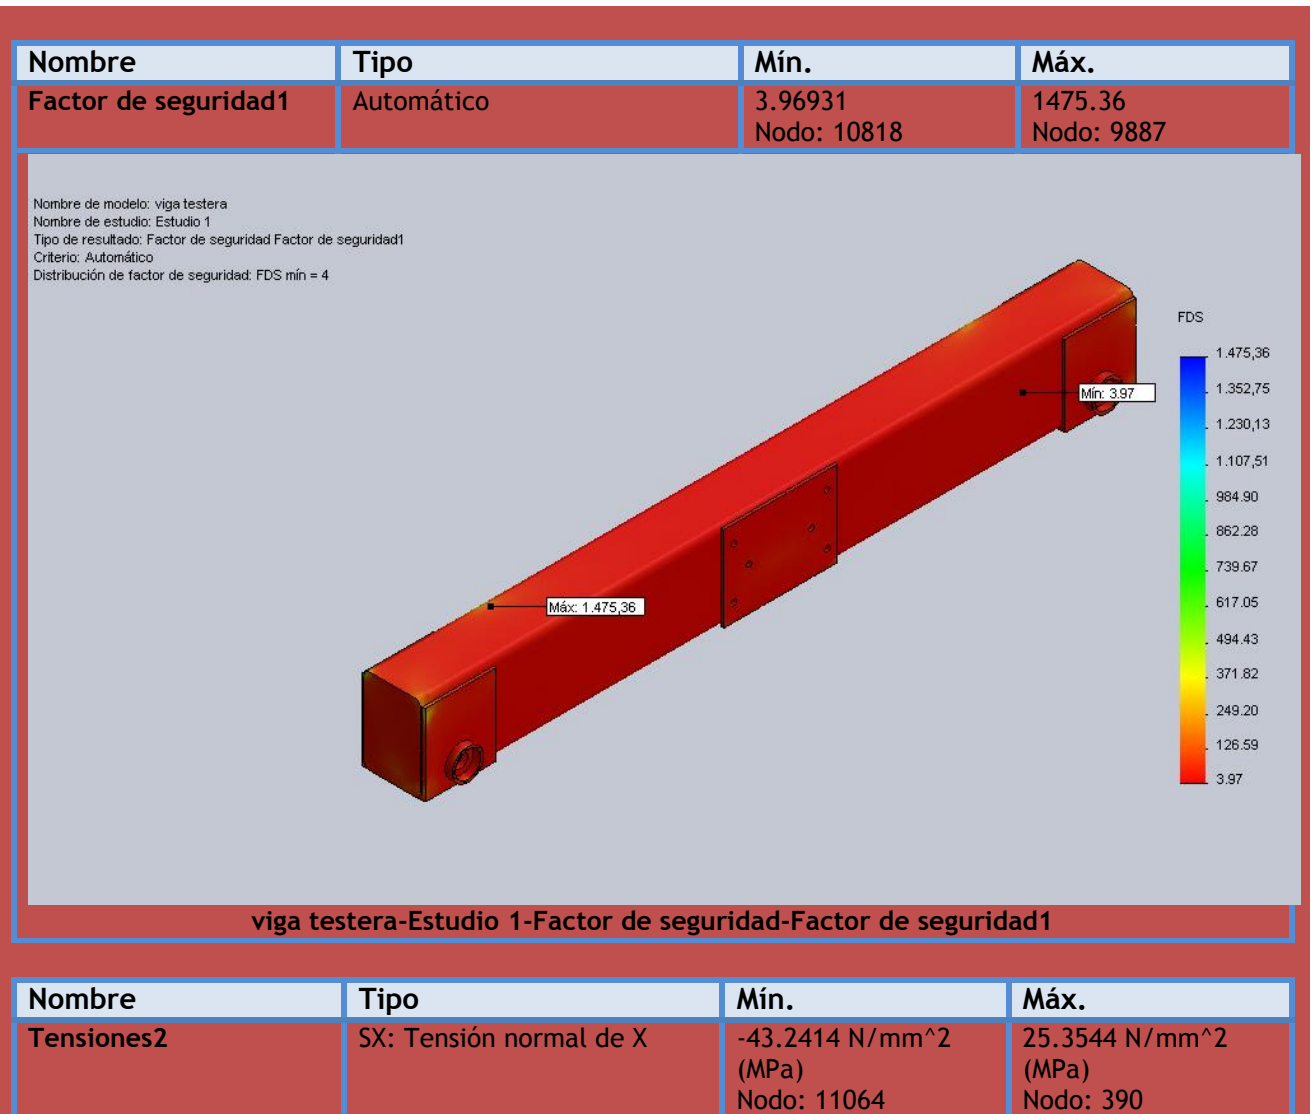 Nombre Tipo Mín. Máx.
Factor de seguridad1 Automático 3.96931 1475.36
Nodo: 10818 Nodo: 9887
Nombre de modelo: viga testera
Nombre de estudio: Estudio 1
Tipo de resultado: Factor de seguridad Factor de seguridad1
Criterio: Automático
Distribución de factor de seguridad: FDS mín = 4
FDS
1.475,36
1.352,75
1.230,13
1.107,51
984.90
862.28
739.67
617.05
494.43
371.82
249.20
126.59
3.97
Mín: 3.97
Máx: 1.475,36
viga testera-Estudio 1-Factor de seguridad-Factor de seguridad1
Nombre Tipo Mín. Máx.
Tensiones2 SX: Tensión normal de X -43.2414 N/mm^2 25.3544 N/mm^2
(MPa) (MPa)
Nodo: 11064 Nodo: 390